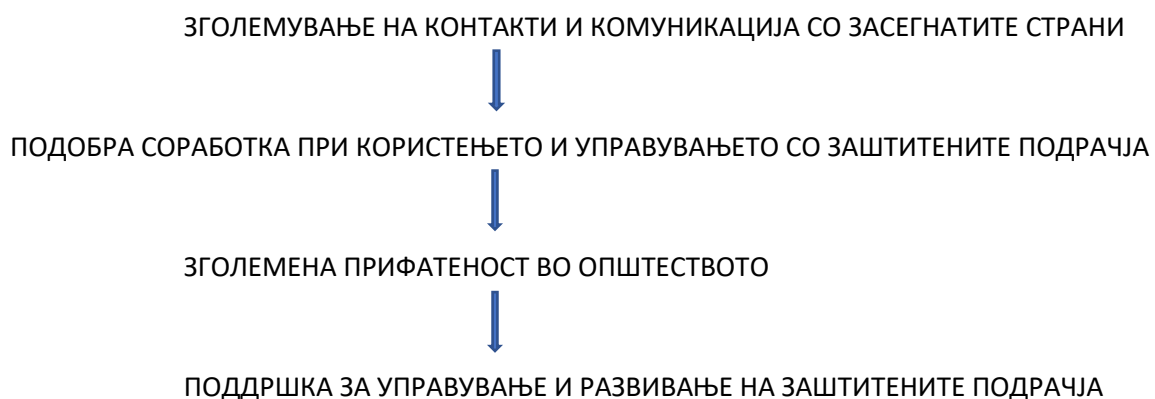 ЗГОЛЕМУВАЊЕ НА КОНТАКТИ И КОМУНИКАЦИЈА СО ЗАСЕГНАТИТЕ СТРАНИ
ПОДОБРА СОРАБОТКА ПРИ КОРИСТЕЊЕТО И УПРАВУВАЊЕТО СО ЗАШТИТЕНИТЕ ПОДРАЧЈА
ЗГОЛЕМЕНА ПРИФАТЕНОСТ ВО ОПШТЕСТВОТО
ПОДДРШКА ЗА УПРАВУВАЊЕ И РАЗВИВАЊЕ НА ЗАШТИТЕНИТЕ ПОДРАЧЈА